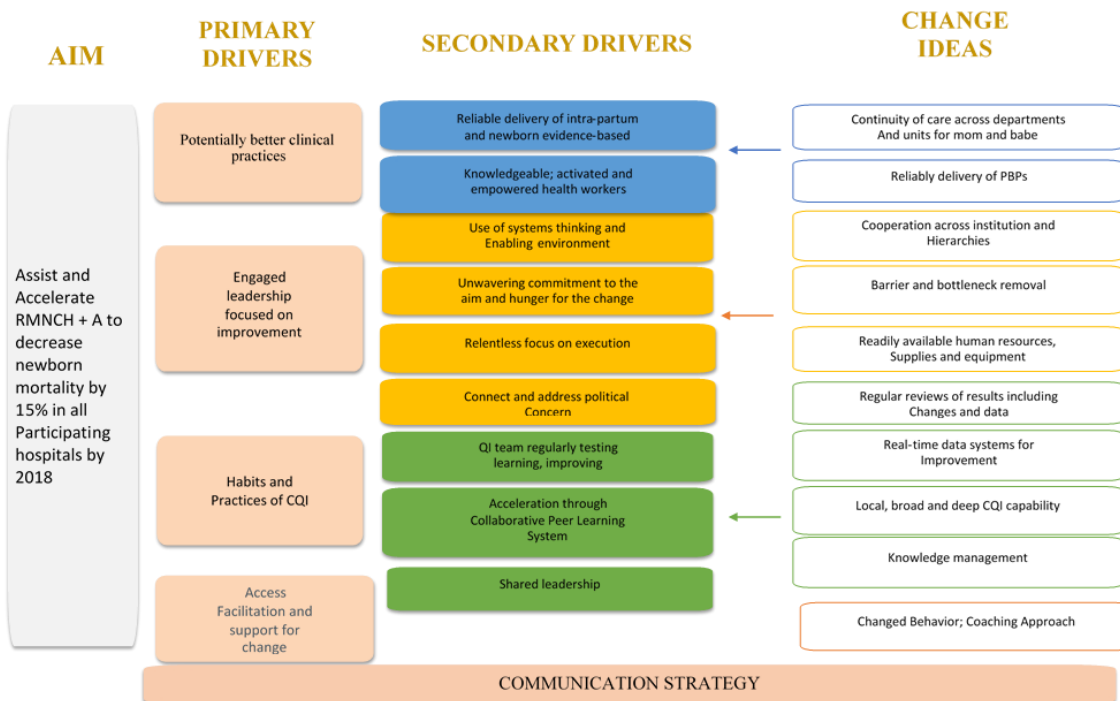 AIM
PRIMARY
DRIVERS
SECONDARY DRIVERS
CHANGE
IDEAS
Assist and
Accelerate
RMNCH + A to
decrease
newborn
mortality by
15% in all
Participating
hospitals by
2018
Potentially better clinical
practices
Engaged
leadership
focused on
improvement
Habits and
Practices of CQI
Access
Facilitation and
support for
change
Reliable delivery of intra-partum
and newborn evidence-based
Knowledgeable; activated and
empowered health workers
Use of systems thinking and
Enabling environment
Unwavering commitment to the
aim and hunger for the change
Relentless focus on execution
Connect and address political
Concern
QI team regularly testing
learning, improving
Acceleration through
Collaborative Peer Learning
System
Shared leadership
Continuity of care across departments
And units for mom and babe
Reliably delivery of PBPs
Cooperation across institution and
Hierarchies
Barrier and bottleneck removal
Readily available human resources,
Supplies and equipment
Regular reviews of results including
Changes and data
Real-time data systems for
Improvement
Local, broad and deep CQI capability
Knowledge management
Changed Behavior; Coaching Approach
COMMUNICATION STRATEGY